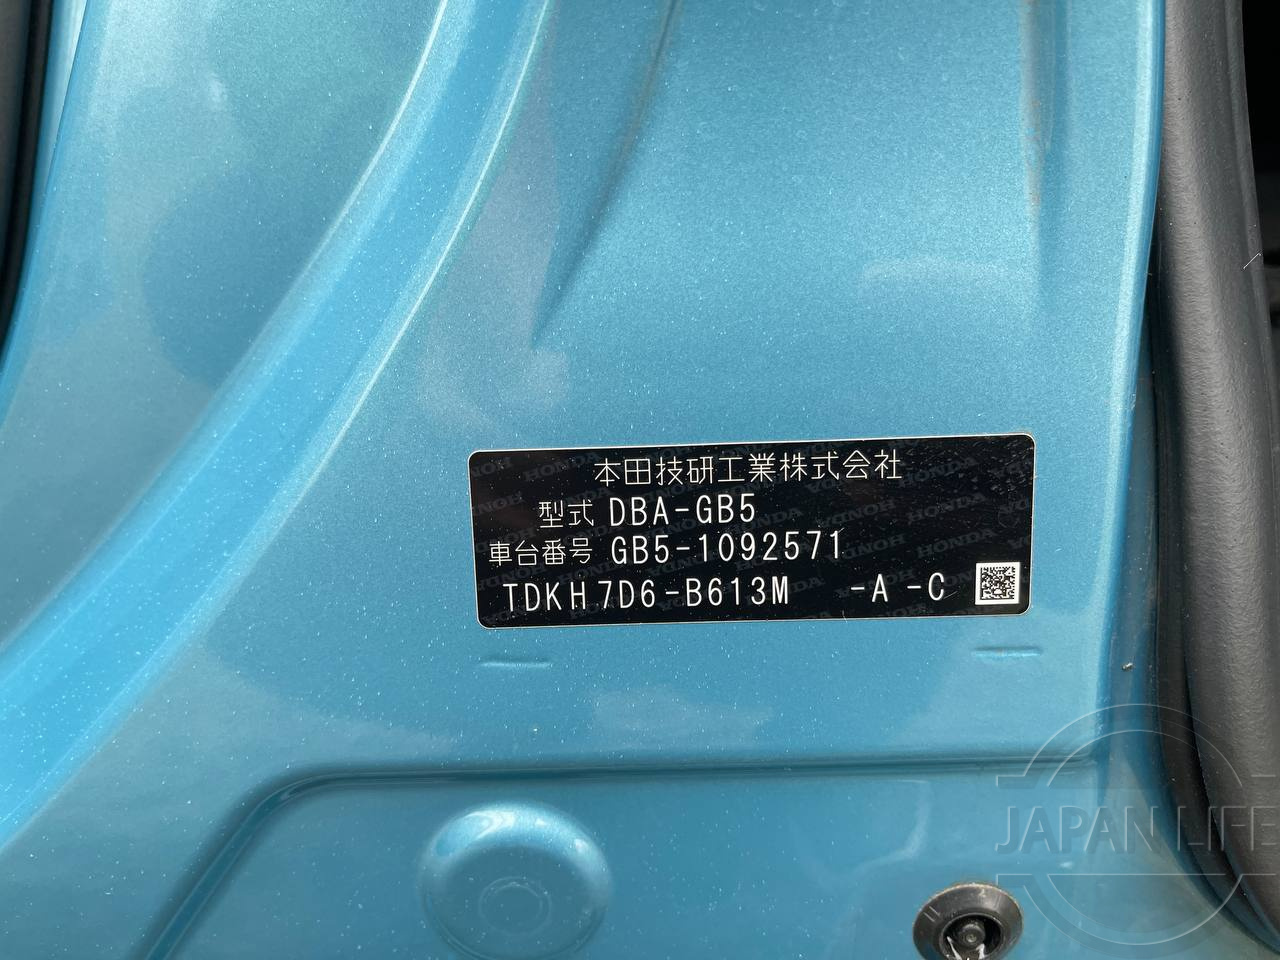 本田技研工業株式会社
型式 DBA-GB5
車台番号 GB5-1092571
TDKH7D6-B613M -A-C
JAPAN LIFE